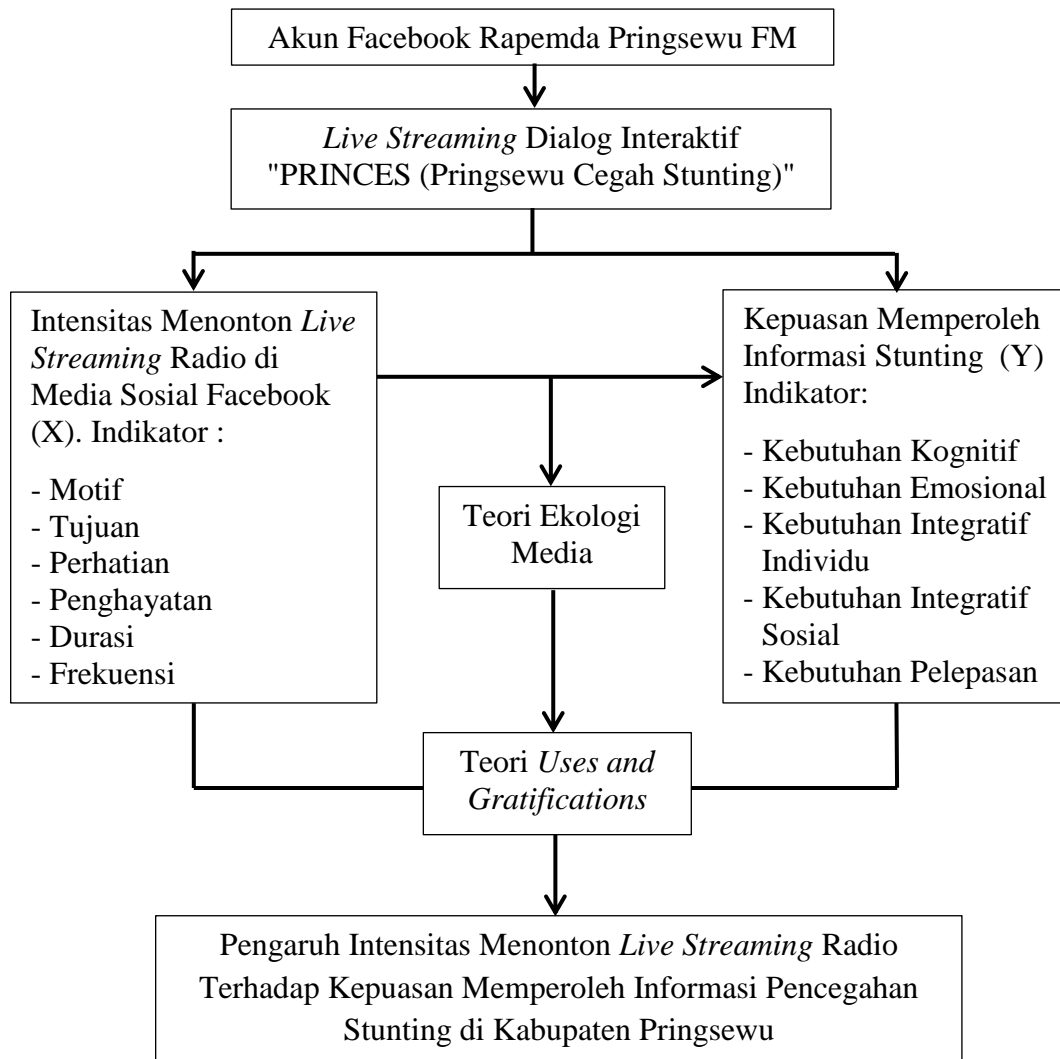 Akun Facebook Rapemda Pringsewu FM
Live Streaming Dialog Interaktif
"PRINCES (Pringsewu Cegah Stunting)"
Intensitas Menonton Live
Streaming Radio di
Media Sosial Facebook
(X). Indikator :
- Motif
- Tujuan
- Perhatian
- Penghayatan
- Durasi
- Frekuensi
Kepuasan Memperoleh
Informasi Stunting (Y)
Indikator:
- Kebutuhan Kognitif
- Kebutuhan Emosional
- Kebutuhan Integratif
Individu
- Kebutuhan Integratif
Sosial
- Kebutuhan Pelepasan
Teori Ekologi
Media
Teori Uses and
Gratifications
Pengaruh Intensitas Menonton Live Streaming Radio
Terhadap Kepuasan Memperoleh Informasi Pencegahan
Stunting di Kabupaten Pringsewu